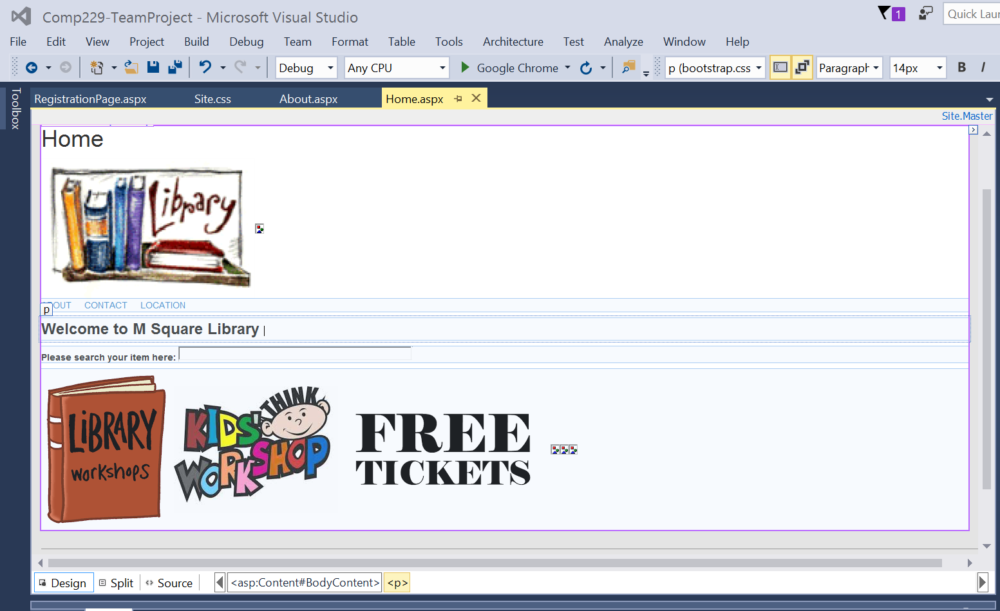 Comp229-TeamProject - Microsoft Visual Studio
1
Quick Laun
File Edit View Project Build Debug Team Format Table Tools Architecture Test Analyze Window Help
Debug Any CPU Google Chrome p (bootstrap.css Paragraph 14px B I
Toolbox
RegistrationPage.aspx Site.css About.aspx Home.aspx
Site.Master
Home
Library
OUT CONTACT LOCATION
p
Welcome to M Square Library
Please search your item here:
LiBRARY
workshops
KIDS' THINK
WORKSHOP
FREE
TICKETS
Design Split Source <asp:Content#BodyContent> <p>